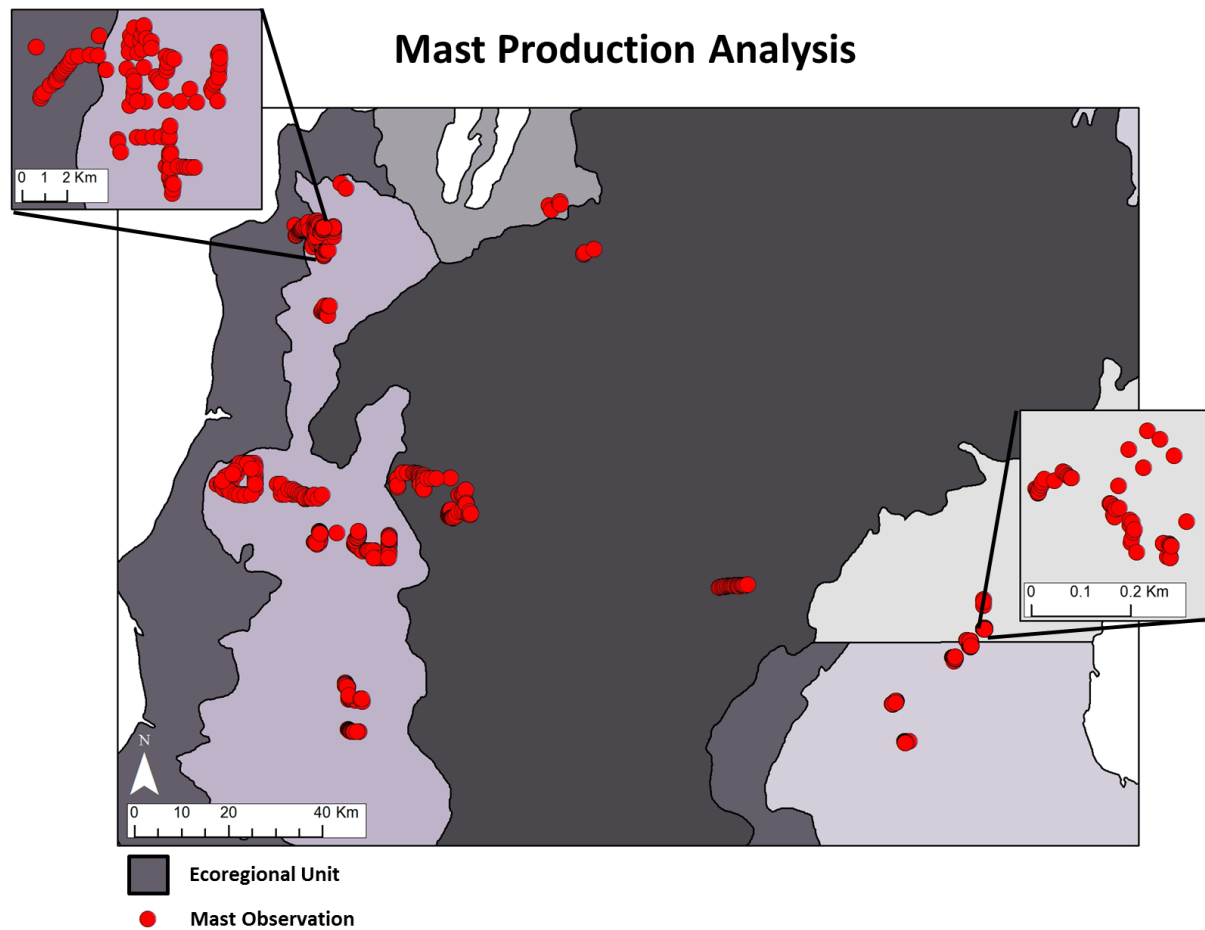 Mast Production Analysis
0 1 2 Km
0 0.1 0.2 Km
N
0 10 20 40 Km
Ecoregional Unit
Mast Observation